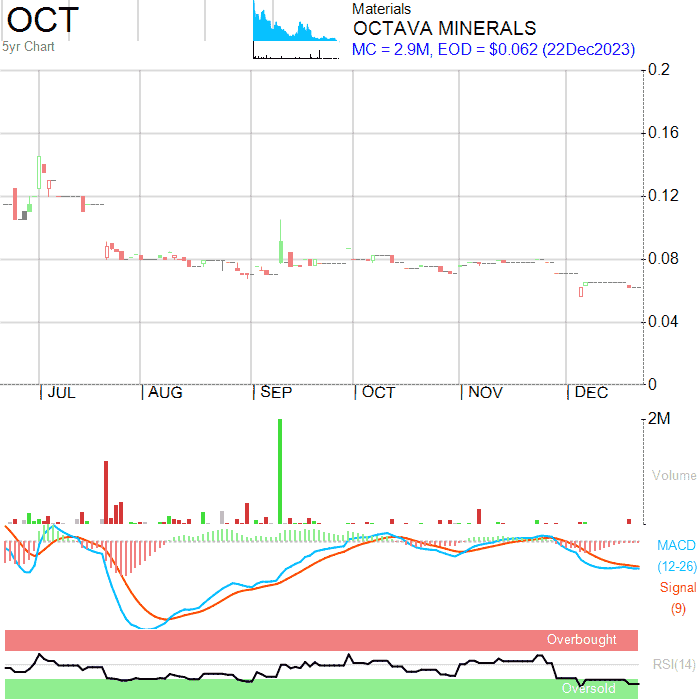 OCT
5yr Chart
Materials
OCTAVA MINERALS
MC = 2.9M, EOD = $0.062 (22Dec2023)
0.2
0.16
0.12
0.08
0.04
0
JUL AUG SEP OCT NOV DEC
2M
Volume
MACD
(12-26)
Signal
(9)
Overbought
RSI(14)
Oversold